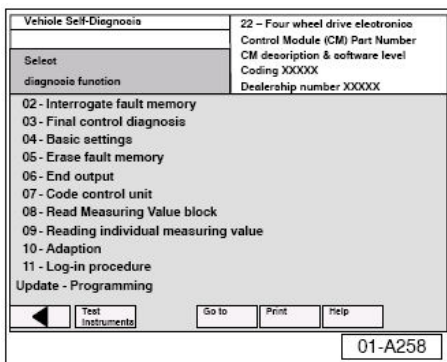 Vehicle Self-Diagnosis
22 – Four wheel drive electronics
Control Module (CM) Part Number
CM description & software level
Coding XXXXX
Dealership number XXXXX
Select
diagnosis function
02 - Interrogate fault memory
03 - Final control diagnosis
04 - Basic settings
05 - Erase fault memory
06 - End output
07 - Code control unit
08 - Read Measuring Value block
09 - Reading individual measuring value
10 - Adaption
11 - Log-in procedure
Update - Programming
Test
Instruments
Go to
Print
Help
01-A258